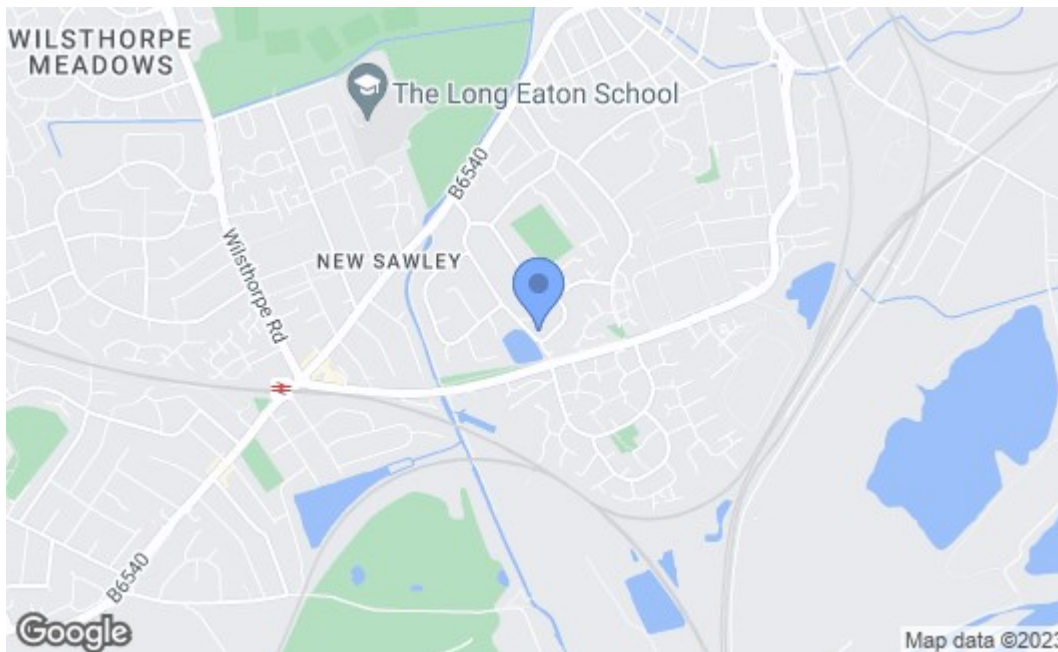 WILSTHORPE
MEADOWS
The Long Eaton School
B6540
Wilsthorpe Rd
NEW SAWLEY
B6540
Google
Map data ©2023